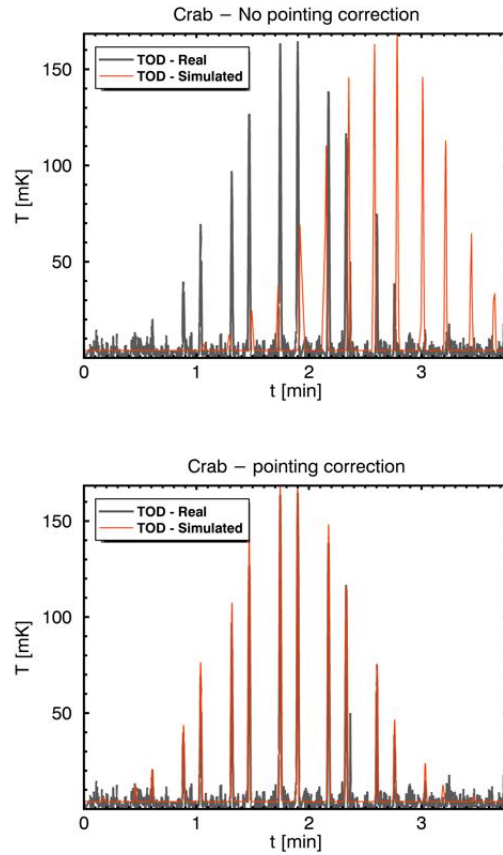 Crab – No pointing correction
TOD - Real
TOD - Simulated
150
100
50
T [mK]
0 1 2 3
t [min]
Crab – pointing correction
TOD - Real
TOD - Simulated
150
100
50
T [mK]
0 1 2 3
t [min]